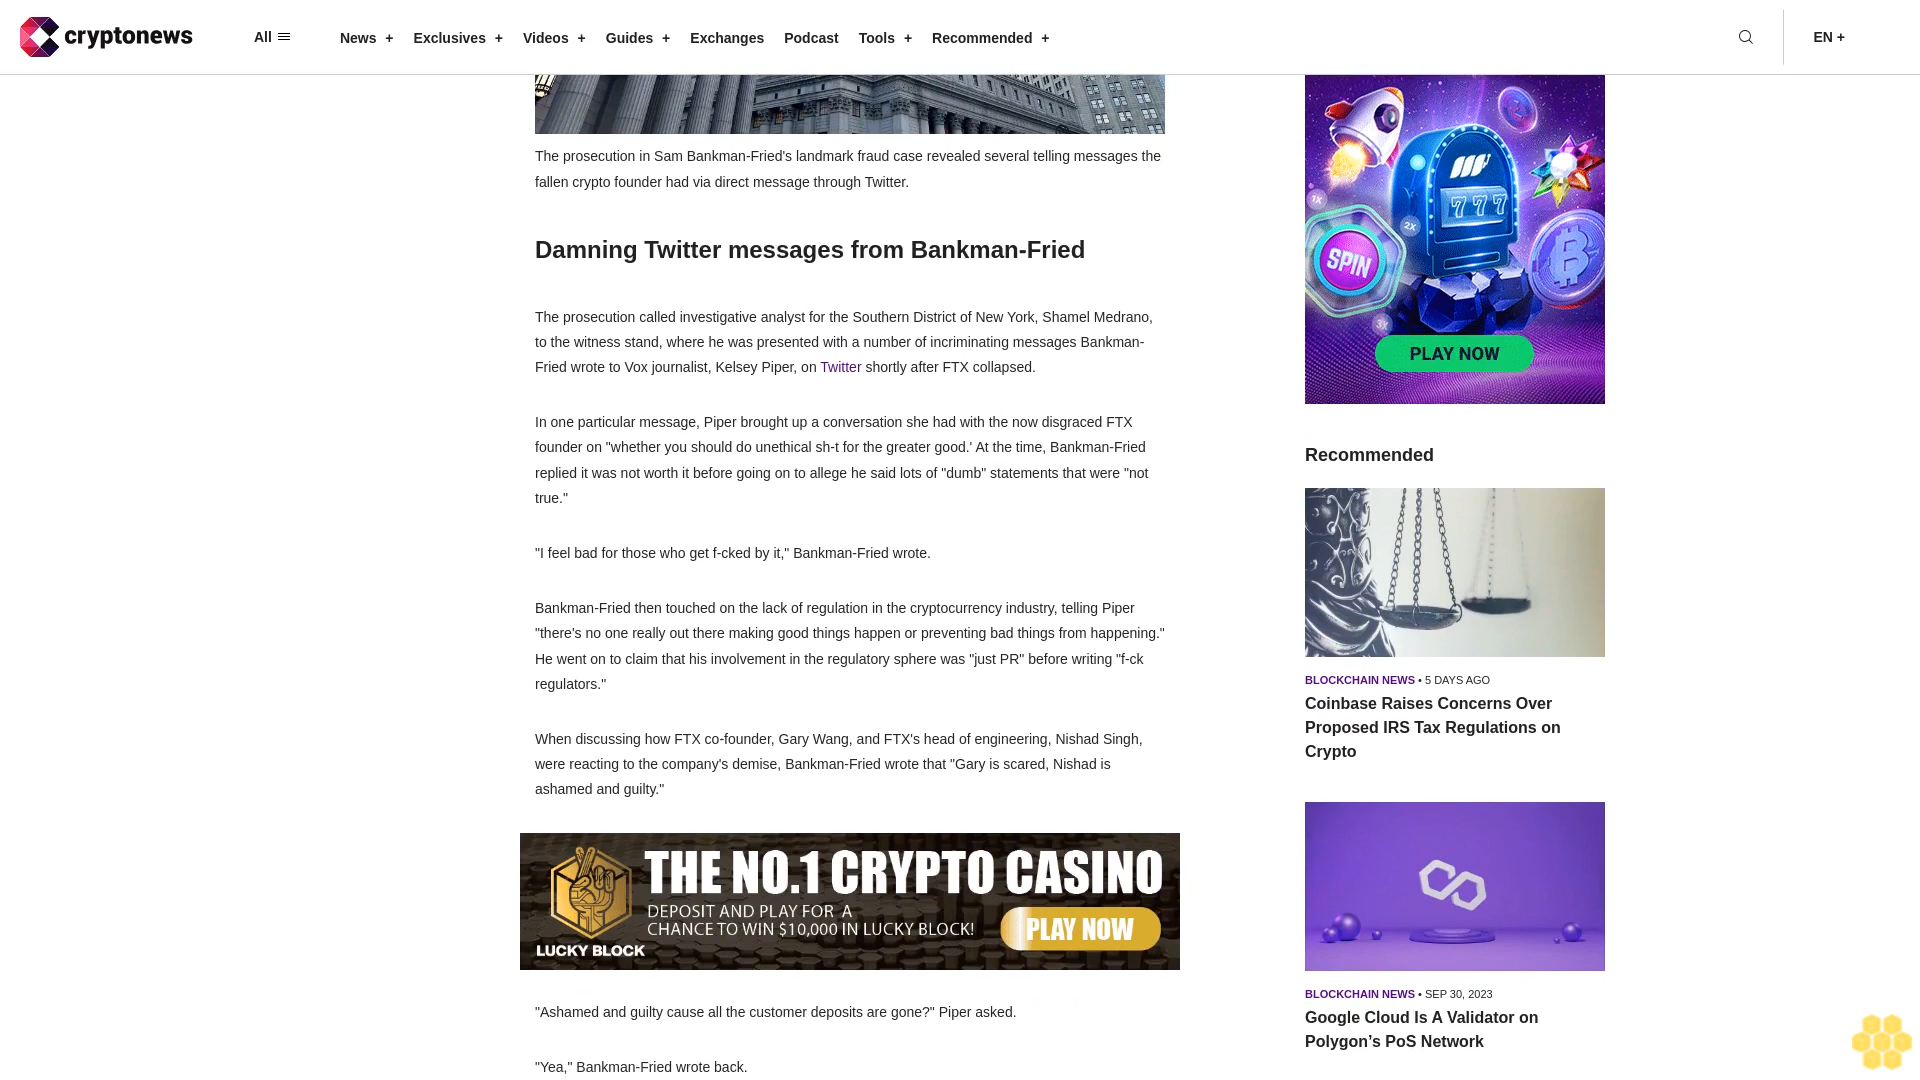 cryptonews
All
News +
Exclusives +
Videos +
Guides +
Exchanges
Podcast
Tools +
Recommended +
EN +
The prosecution in Sam Bankman-Fried's landmark fraud case revealed several telling messages the
fallen crypto founder had via direct message through Twitter.
Damning Twitter messages from Bankman-Fried
The prosecution called investigative analyst for the Southern District of New York, Shamel Medrano,
to the witness stand, where he was presented with a number of incriminating messages Bankman-
Fried wrote to Vox journalist, Kelsey Piper, on Twitter shortly after FTX collapsed.
In one particular message, Piper brought up a conversation she had with the now disgraced FTX
founder on "whether you should do unethical sh-t for the greater good.' At the time, Bankman-Fried
replied it was not worth it before going on to allege he said lots of "dumb" statements that were "not
true."
"I feel bad for those who get f-cked by it," Bankman-Fried wrote.
Bankman-Fried then touched on the lack of regulation in the cryptocurrency industry, telling Piper
"there's no one really out there making good things happen or preventing bad things from happening."
He went on to claim that his involvement in the regulatory sphere was "just PR" before writing "f-ck
regulators."
When discussing how FTX co-founder, Gary Wang, and FTX's head of engineering, Nishad Singh,
were reacting to the company's demise, Bankman-Fried wrote that "Gary is scared, Nishad is
ashamed and guilty."
THE NO.1 CRYPTO CASINO
DEPOSIT AND PLAY FOR A
CHANCE TO WIN $10,000 IN LUCKY BLOCK!
PLAY NOW
LUCKY BLOCK
"Ashamed and guilty cause all the customer deposits are gone?" Piper asked.
"Yea," Bankman-Fried wrote back.
1X
777
2X
SPIN
3X
PLAY NOW
Recommended
BLOCKCHAIN NEWS • 5 DAYS AGO
Coinbase Raises Concerns Over
Proposed IRS Tax Regulations on
Crypto
BLOCKCHAIN NEWS • SEP 30, 2023
Google Cloud Is A Validator on
Polygon’s PoS Network